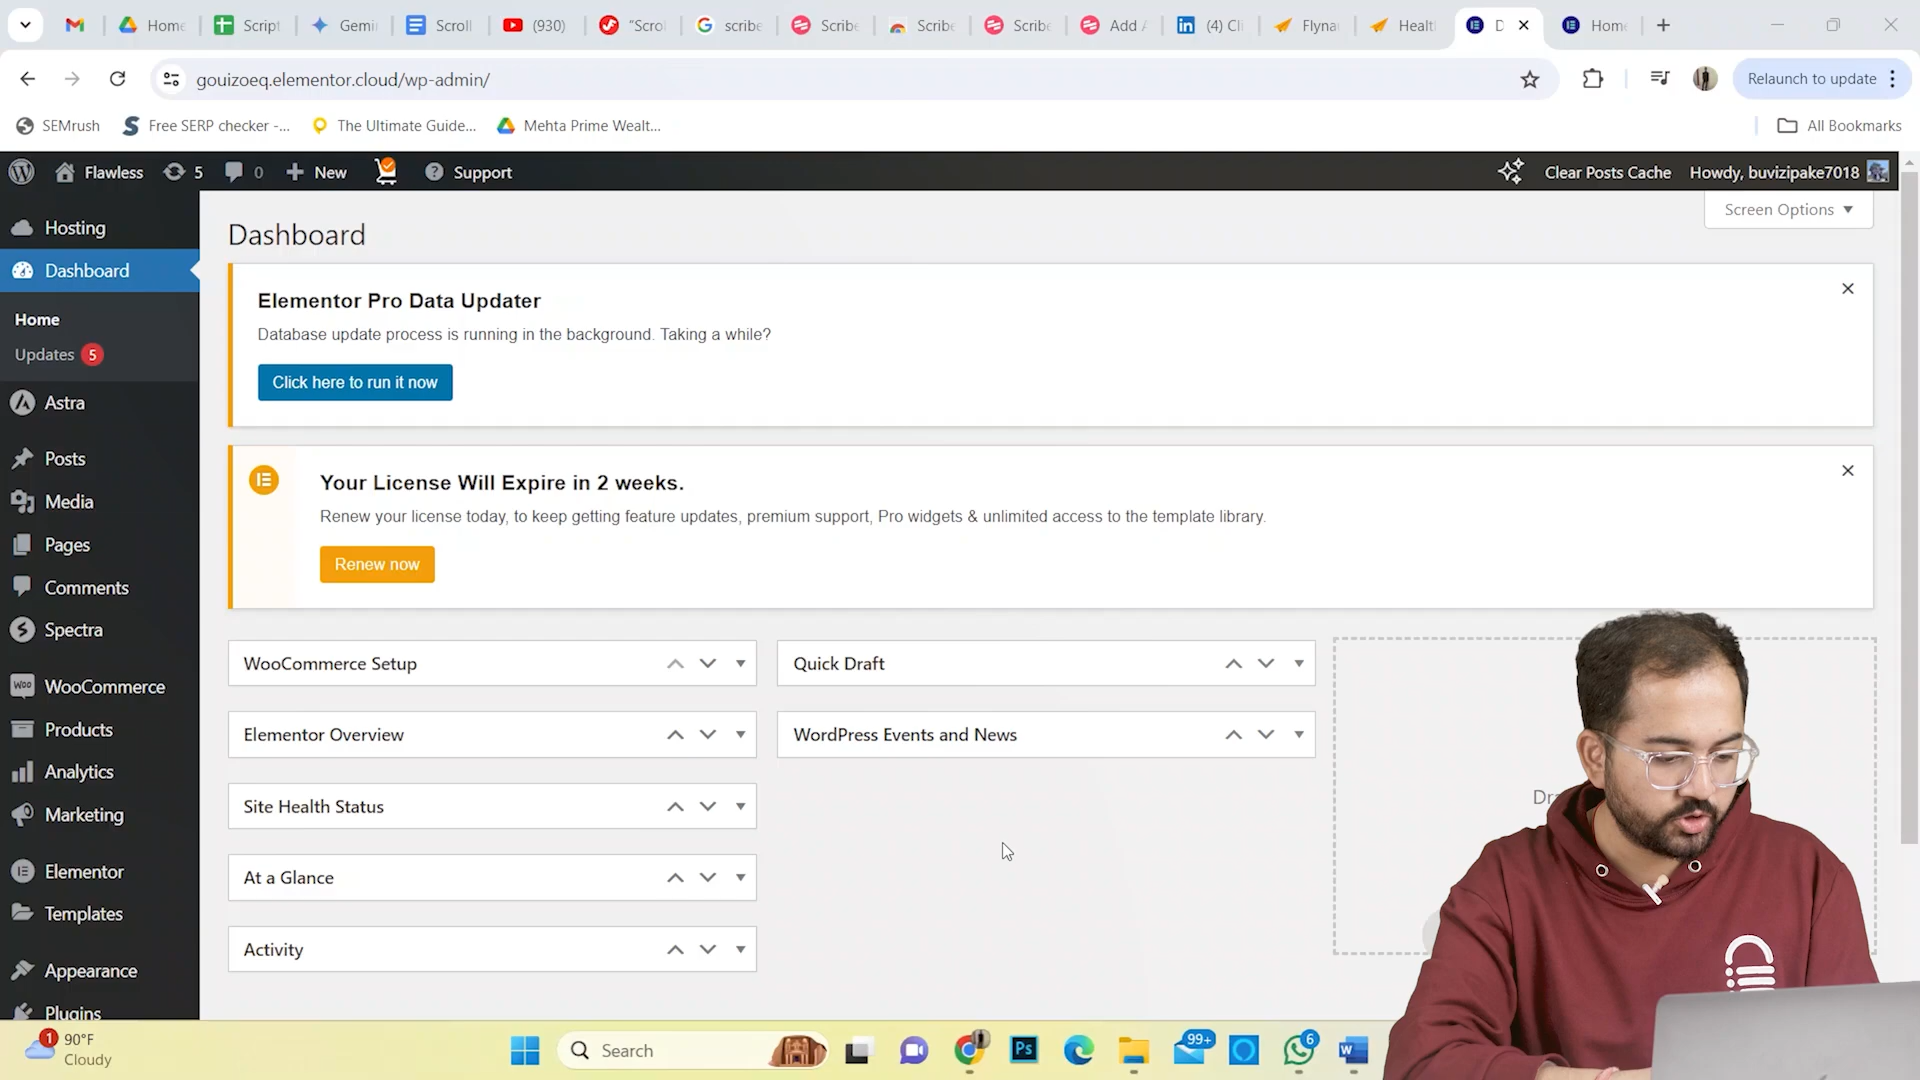 Home
Script
Gemin
Scroll
(930)
"Scro
scribe
Scribe
Scribe
Scribe
Add A
(4) Cli
Flyna
Health
D
Home
gouizoeq.elementor.cloud/wp-admin/
Relaunch to update
SEMrush
Free SERP checker -...
The Ultimate Guide...
Mehta Prime Wealt...
All Bookmarks
Flawless
5
0
New
Support
Clear Posts Cache
Howdy, buvizipake7018
Screen Options
Hosting
Dashboard
Home
Updates 5
Astra
Posts
Media
Pages
Comments
Spectra
WooCommerce
Products
Analytics
Marketing
Elementor
Templates
Appearance
Plugins
Dashboard
Elementor Pro Data Updater
Database update process is running in the background. Taking a while?
Click here to run it now
Your License Will Expire in 2 weeks.
Renew your license today, to keep getting feature updates, premium support, Pro widgets & unlimited access to the template library.
Renew now
WooCommerce Setup
Quick Draft
Elementor Overview
WordPress Events and News
Site Health Status
At a Glance
Activity
1
90°F
Cloudy
Search
Ps
99+
6
W